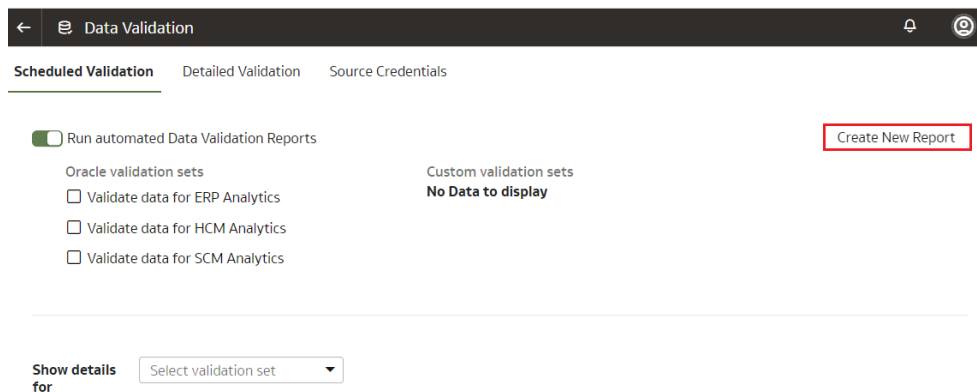 Data Validation
Scheduled Validation Detailed Validation Source Credentials
Run automated Data Validation Reports Create New Report
Oracle validation sets Custom validation sets
Validate data for ERP Analytics No Data to display
Validate data for HCM Analytics
Validate data for SCM Analytics
Show details Select validation set
for